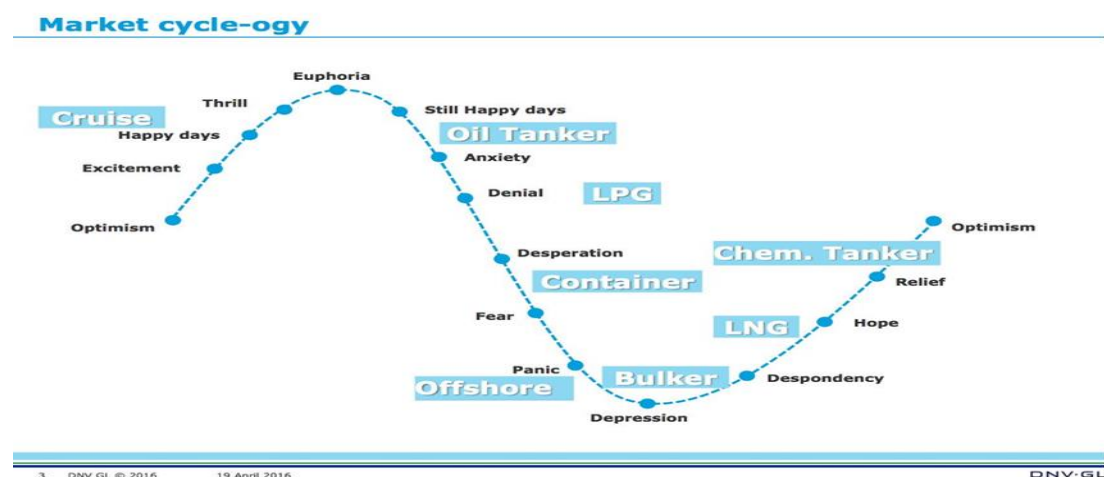 Market cycle-ogy
Euphoria
Thrill
Still Happy days
Cruise
Happy days
Oil Tanker
Anxiety
Excitement
Denial
LPG
Optimism
Optimism
Desperation
Chem. Tanker
Container
Relief
Fear
LNG
Hope
Panic
Offshore
Bulker
Despondency
Depression
3 DNV GL © 2016 19 April 2016
DNV·GL